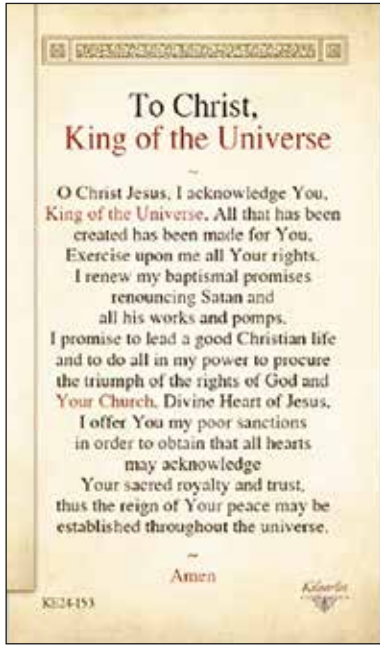 To Christ,
King of the Universe
~
O Christ Jesus, I acknowledge You,
King of the Universe. All that has been
created has been made for You.
Exercise upon me all Your rights.
I renew my baptismal promises
renouncing Satan and
all his works and pomps.
I promise to lead a good Christian life
and to do all in my power to procure
the triumph of the rights of God and
Your Church. Divine Heart of Jesus,
I offer You my poor sanctions
in order to obtain that all hearts
may acknowledge
Your sacred royalty and trust,
thus the reign of Your peace may be
established throughout the universe.
~
Amen
KE24-153